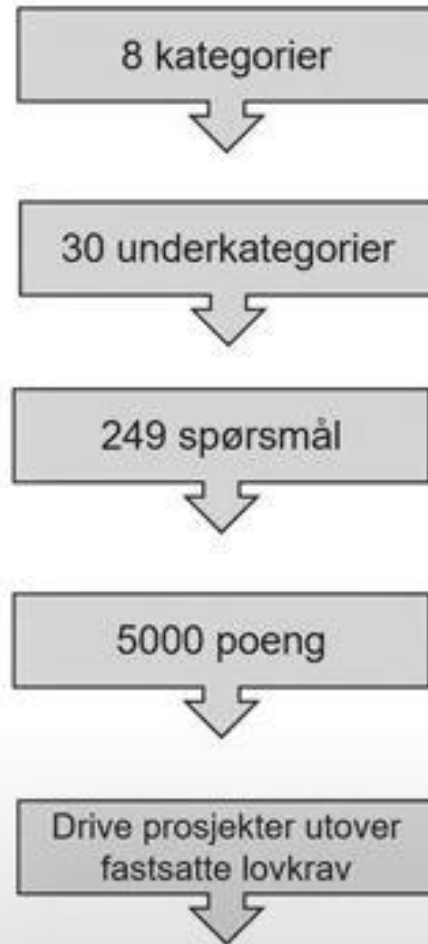 8 kategorier
30 underkategorier
249 spørsmål
5000 poeng
Drive prosjekter utover
fastsatte lovkrav